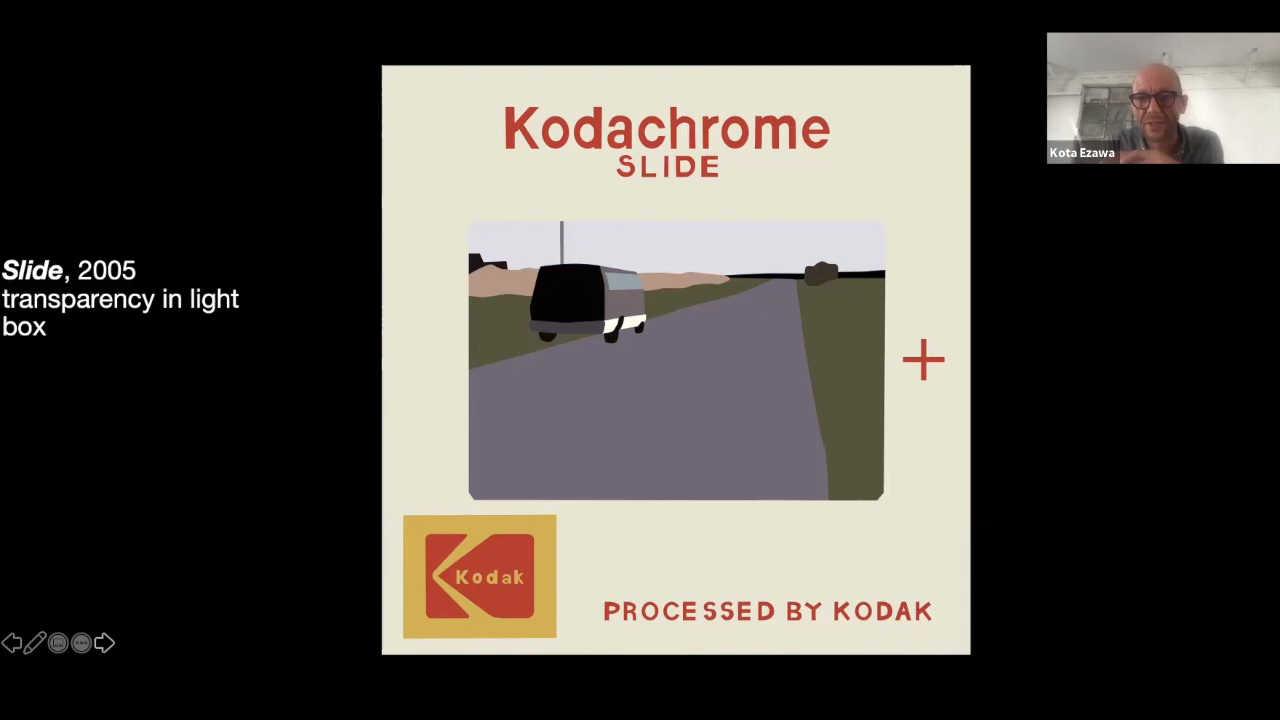 Slide, 2005
transparency in light
box
Kodachrome
SLIDE
Kodak
PROCESSED BY KODAK
Kota Ezawa